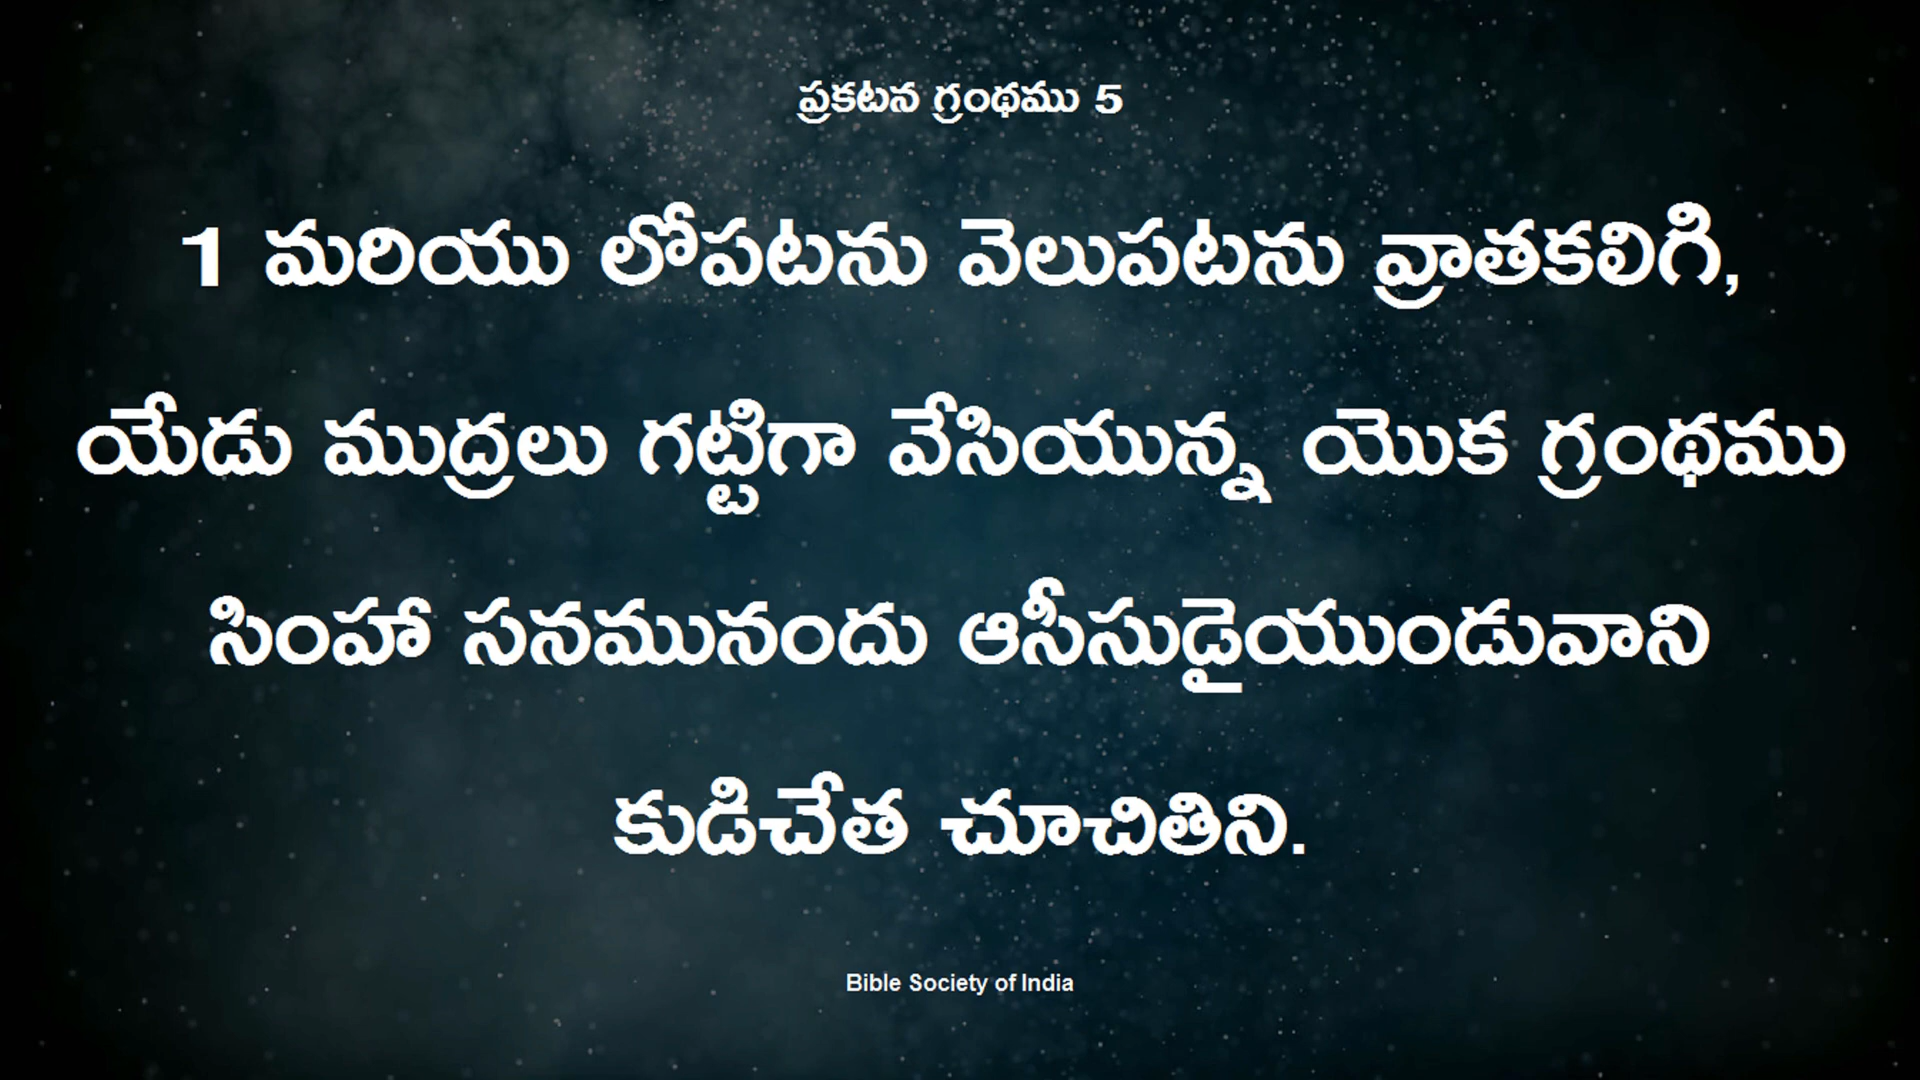 ప్రకటన గ్రంథము 5
1 మరియు లోపటను వెలుపటను వ్రాతకలిగి,
యేడు ముద్రలు గట్టిగా వేసియున్న యొక గ్రంథము
సింహా సనమునందు ఆసీసుడైయుండువాని
కుడిచేత చూచితిని.
Bible Society of India